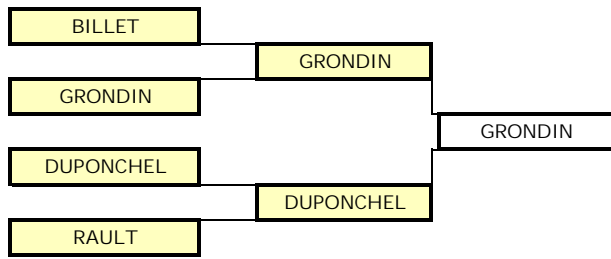 BILLET
GRONDIN
GRONDIN
GRONDIN
DUPONCHEL
DUPONCHEL
RAULT